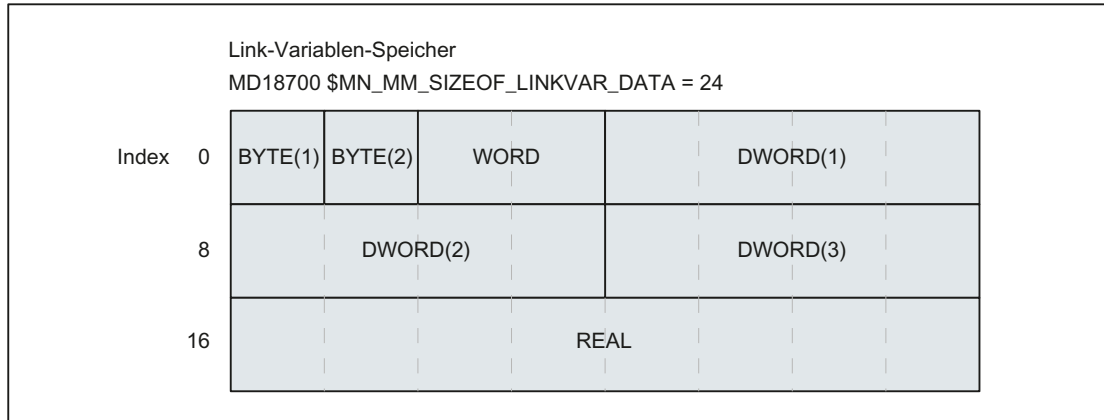 Link-Variablen-Speicher
MD18700 $MN_MM_SIZEOF_LINKVAR_DATA = 24
Index 0 BYTE(1) BYTE(2) WORD DWORD(1)
8 DWORD(2) DWORD(3)
16 REAL